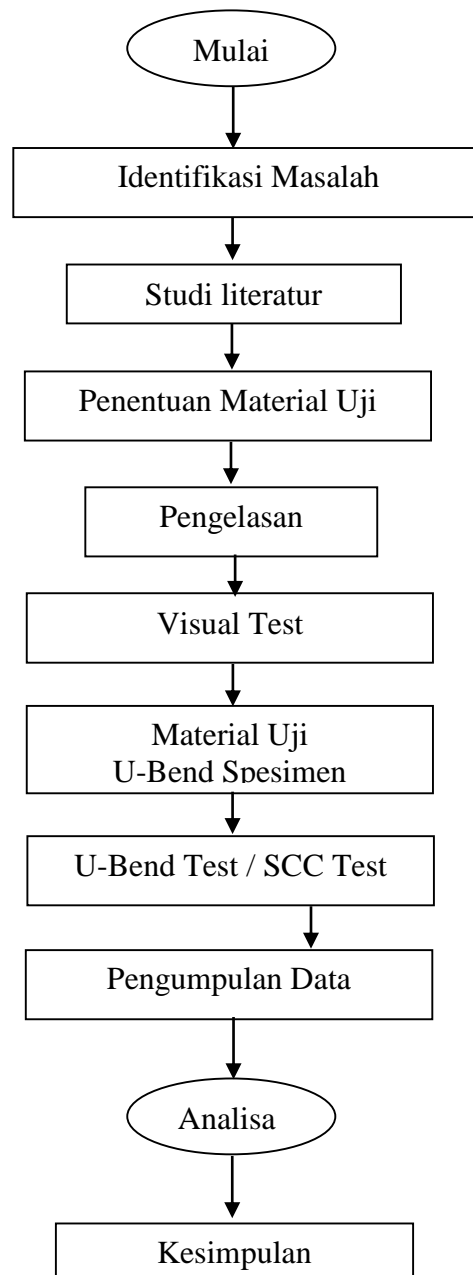 Mulai
Identifikasi Masalah
Studi literatur
Penentuan Material Uji
Pengelasan
Visual Test
Material Uji
U-Bend Spesimen
U-Bend Test / SCC Test
Pengumpulan Data
Analisa
Kesimpulan